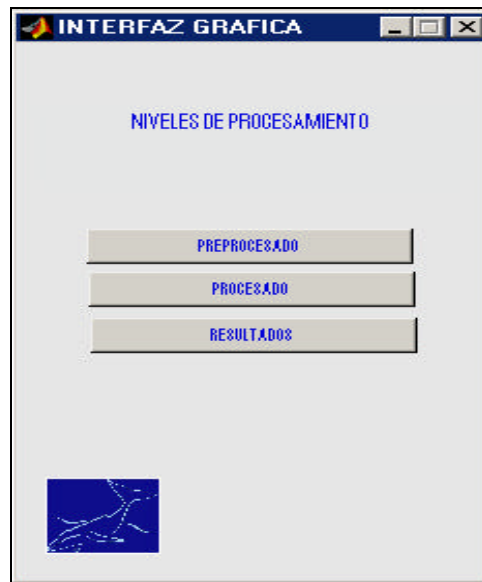 INTERFAZ GRAFICA
NIVELES DE PROCESAMIENTO
PREPROCESADO
PROCESADO
RESULTADOS